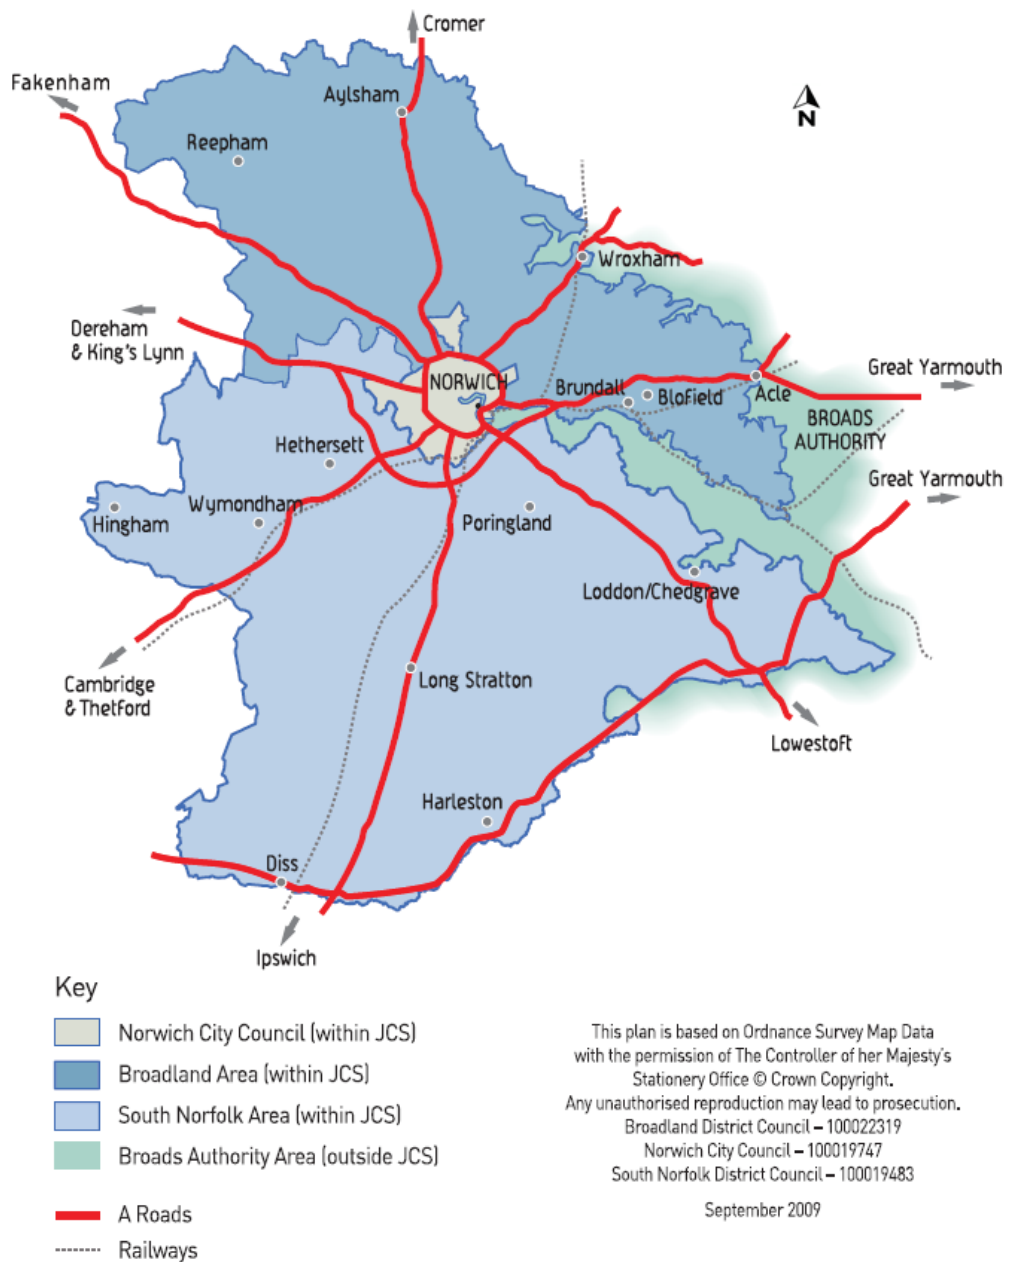 Cromer
Fakenham
Aylsham
Reepham
N
Wroxham
Dereham
& King's Lynn
NORWICH
Brundall
Blofield
Acle
Great Yarmouth
BROADS
AUTHORITY
Hethersett
Great Yarmouth
Wymondham
Hingham
Poringland
Loddon/Chedgrave
Long Stratton
Cambridge
& Thetford
Lowestoft
Harleston
Diss
Ipswich
Key
Norwich City Council (within JCS)
Broadland Area (within JCS)
South Norfolk Area (within JCS)
Broads Authority Area (outside JCS)
A Roads
Railways
This plan is based on Ordnance Survey Map Data
with the permission of The Controller of her Majesty's
Stationery Office © Crown Copyright.
Any unauthorised reproduction may lead to prosecution.
Broadland District Council – 100022319
Norwich City Council – 100019747
South Norfolk District Council – 100019483
September 2009